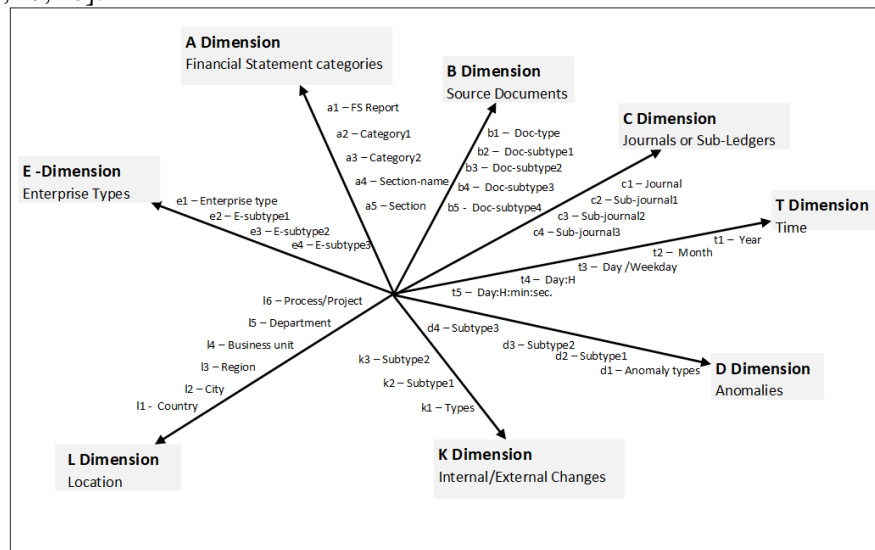 A Dimension
Financial Statement categories
a1 – FS Report
a2 – Category1
a3 – Category2
a4 – Section-name
a5 – Section
B Dimension
Source Documents
b1 – Doc-type
b2 – Doc-subtype1
b3 – Doc-subtype2
b4 – Doc-subtype3
b5 - Doc-subtype4
C Dimension
Journals or Sub-Ledgers
c1 – Journal
c2 – Sub-journal1
c3 – Sub-journal2
c4 – Sub-journal3
E -Dimension
Enterprise Types
e1 – Enterprise type
e2 – E-subtype1
e3 – E-subtype2
e4 – E-subtype3
T Dimension
Time
t1 – Year
t2 – Month
t3 – Day /Weekday
t4 – Day:H
t5 – Day:H:min:sec.
l6 – Process/Project
l5 – Department
l4 – Business unit
l3 – Region
l2 – City
l1 - Country
L Dimension
Location
d4 – Subtype3
d3 – Subtype2
d2 – Subtype1
d1 – Anomaly types
D Dimension
Anomalies
k3 – Subtype2
k2 – Subtype1
k1 – Types
K Dimension
Internal/External Changes